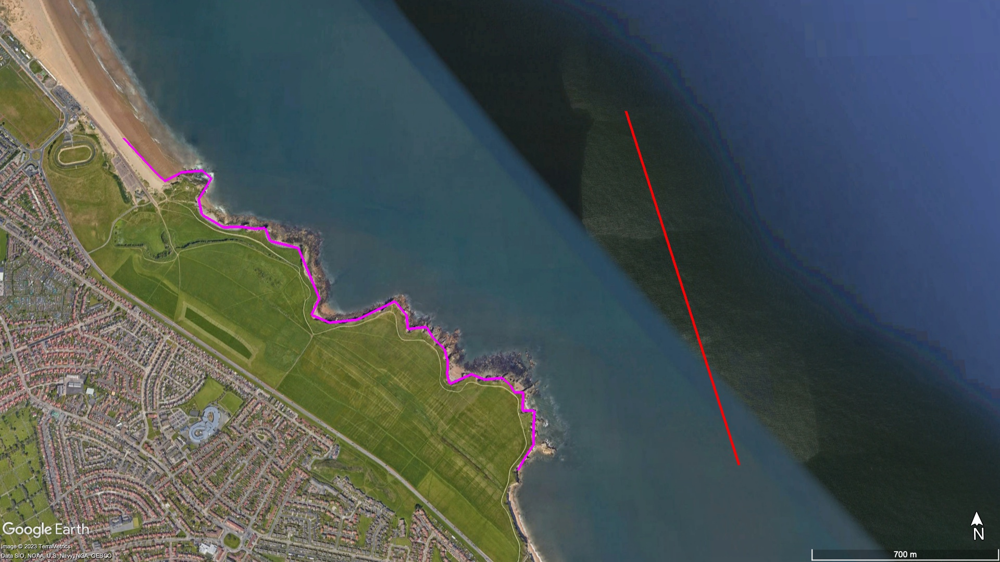 Google Earth
Image © 2023 TerraMetrics
Data SIO, NOAA, U.S. Navy, NGA, GEBCO
N
700 m